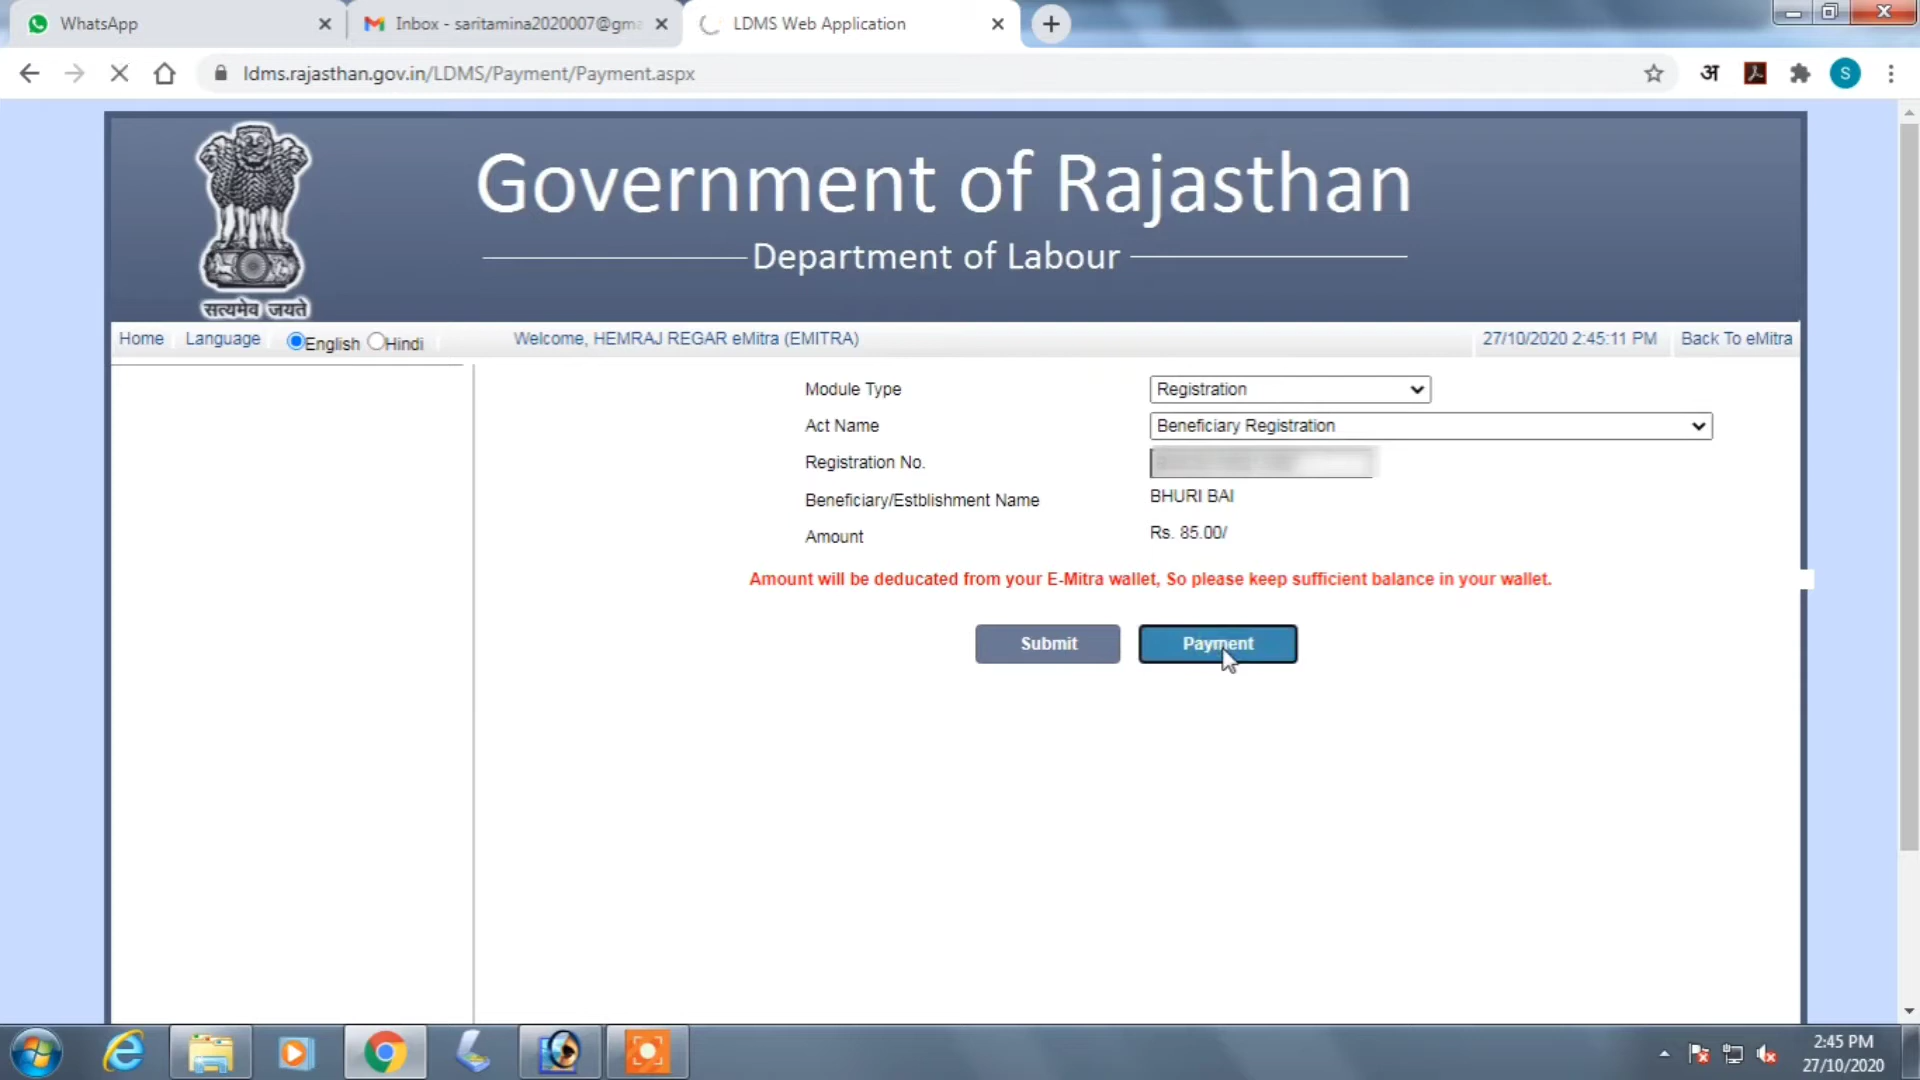 WhatsApp
Inbox - saritamina2020007@gma
LDMS Web Application
ldms.rajasthan.gov.in/LDMS/Payment/Payment.aspx
अ
S
Government of Rajasthan
Department of Labour
सत्यमेव जयते
Home Language English Hindi Welcome, HEMRAJ REGAR eMitra (EMITRA) 27/10/2020 2:45:11 PM Back To eMitra
Module Type Registration
Act Name Beneficiary Registration
Registration No.
Beneficiary/Estblishment Name BHURI BAI
Amount Rs. 85.00/
Amount will be deducated from your E-Mitra wallet, So please keep sufficient balance in your wallet.
Submit Payment
2:45 PM
27/10/2020